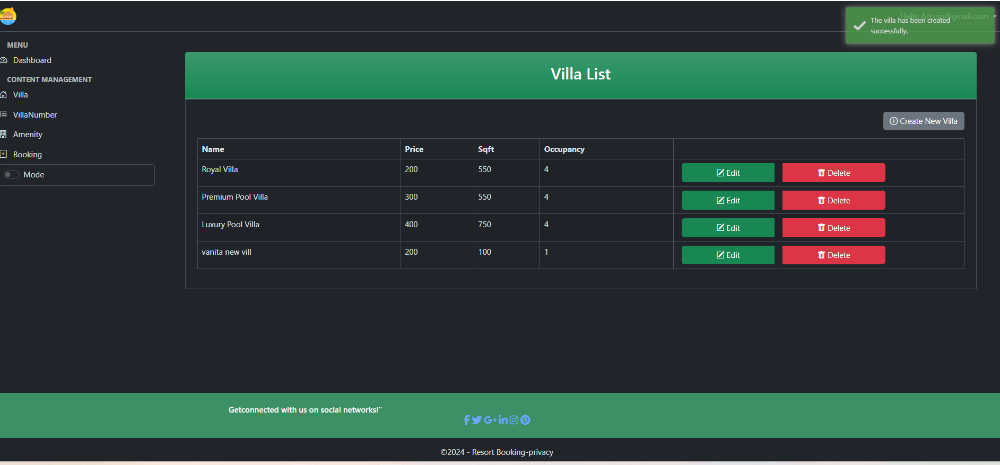 Hello Admin@gmail.com
The villa has been created
successfully.
MENU
Dashboard
CONTENT MANAGEMENT
Villa
VillaNumber
Amenity
Booking
Mode
Villa List
Create New Villa
Name Price Sqft Occupancy
Royal Villa 200 550 4 Edit Delete
Premium Pool Villa 300 550 4 Edit Delete
Luxury Pool Villa 400 750 4 Edit Delete
vanita new vill 200 100 1 Edit Delete
Getconnected with us on social networks!"
©2024 - Resort Booking-privacy